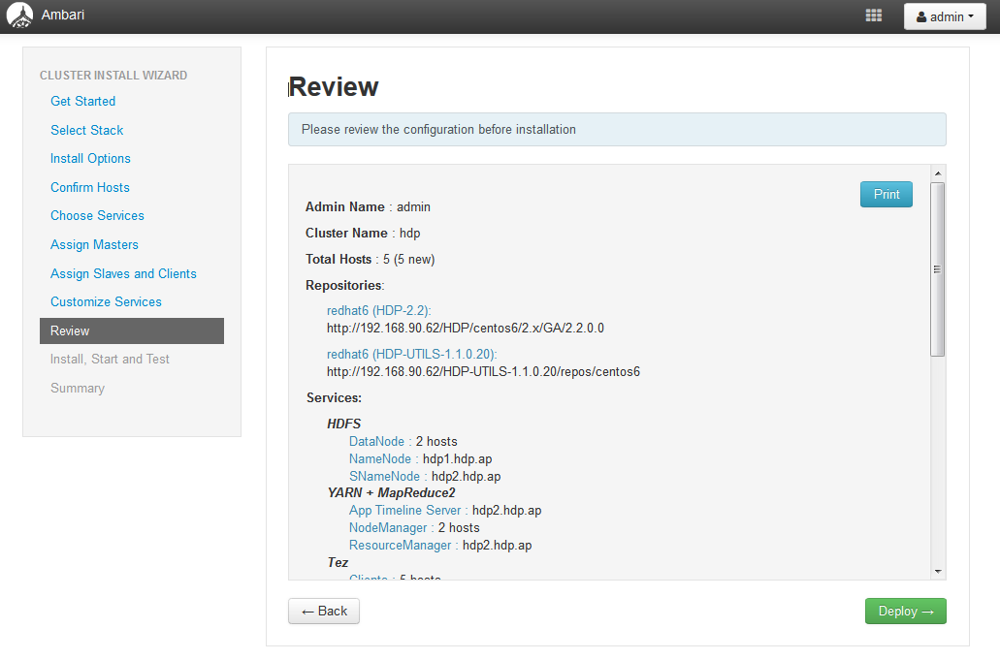 Ambari
admin
CLUSTER INSTALL WIZARD
Get Started
Select Stack
Install Options
Confirm Hosts
Choose Services
Assign Masters
Assign Slaves and Clients
Customize Services
Review
Install, Start and Test
Summary
Review
Please review the configuration before installation
Print
Admin Name : admin
Cluster Name : hdp
Total Hosts : 5 (5 new)
Repositories:
redhat6 (HDP-2.2):
http://192.168.90.62/HDP/centos6/2.x/GA/2.2.0.0
redhat6 (HDP-UTILS-1.1.0.20):
http://192.168.90.62/HDP-UTILS-1.1.0.20/repos/centos6
Services:
HDFS
DataNode : 2 hosts
NameNode : hdp1.hdp.ap
SNameNode : hdp2.hdp.ap
YARN + MapReduce2
App Timeline Server : hdp2.hdp.ap
NodeManager : 2 hosts
ResourceManager : hdp2.hdp.ap
Tez
Clients : 5 hosts
← Back
Deploy →